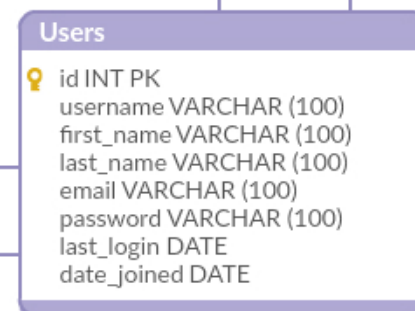 Users
id INT PK
username VARCHAR (100)
first_name VARCHAR (100)
last_name VARCHAR (100)
email VARCHAR (100)
password VARCHAR (100)
last_login DATE
date_joined DATE